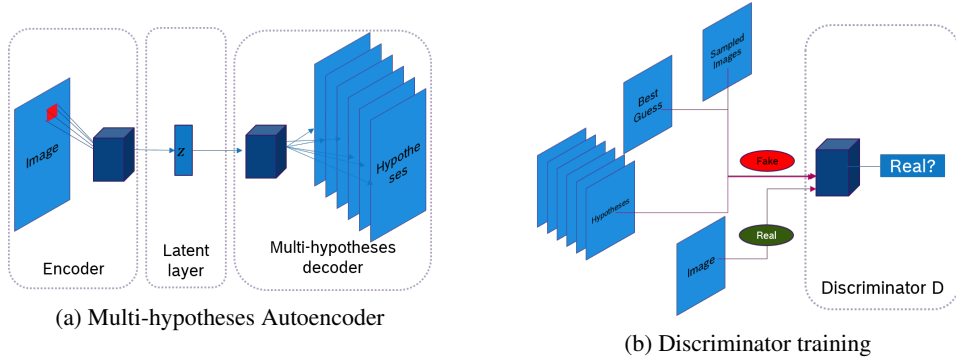 Image
Z
Hypothe
ses
Encoder
Latent
layer
Multi-hypotheses
decoder
(a) Multi-hypotheses Autoencoder
Sampled
Images
Best
Guess
Hypotheses
Image
Fake
Real
Real?
Discriminator D
(b) Discriminator training